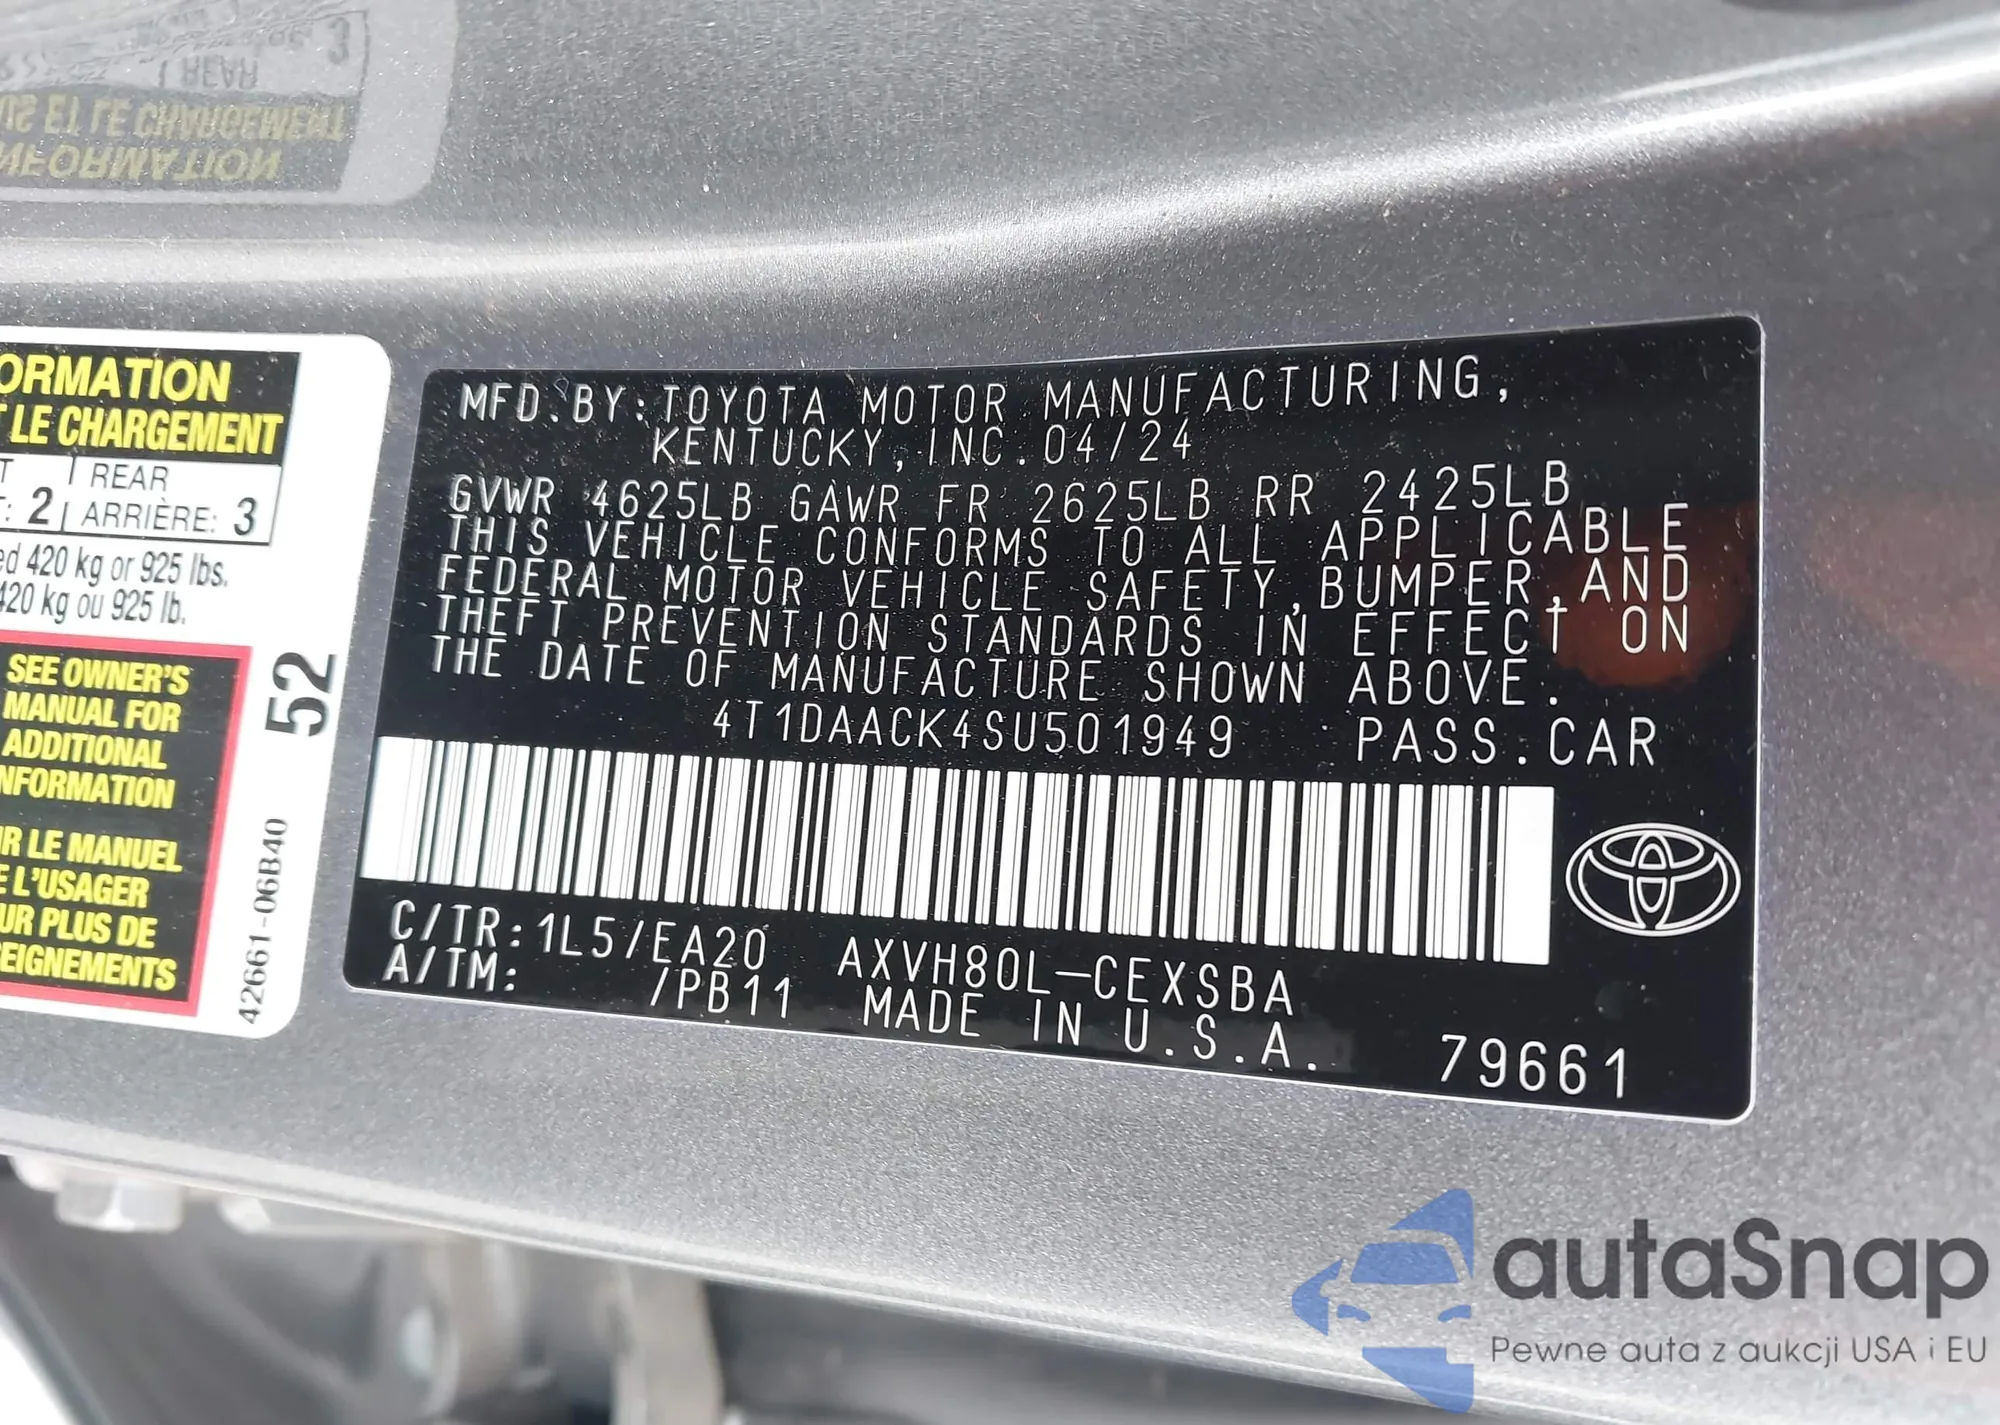 ORMATION
T LE CHARGEMENT
REAR
: 2 ARRIÈRE: 3
ed 420 kg or 925 lbs.
420 kg ou 925 lb.
SEE OWNER'S
MANUAL FOR
ADDITIONAL
NFORMATION
R LE MANUEL
E L'USAGER
UR PLUS DE
SEIGNEMENTS
52
42661-06B40
MFD.BY:TOYOTA MOTOR MANUFACTURING,
KENTUCKY,INC.04/24
GVWR 4625LB GAWR FR 2625LB RR 2425LB
THIS VEHICLE CONFORMS TO ALL APPLICABLE
FEDERAL MOTOR VEHICLE SAFETY,BUMPER,AND
THEFT PREVENTION STANDARDS IN EFFECT ON
THE DATE OF MANUFACTURE SHOWN ABOVE.
4T1DAACK4SU501949 PASS.CAR
C/TR:1L5/EA20 AXVH80L-CEXSBA
A/TM: /PB11 MADE IN U.S.A. 79661
autaSnap
Pewne auta z aukcji USA i EU